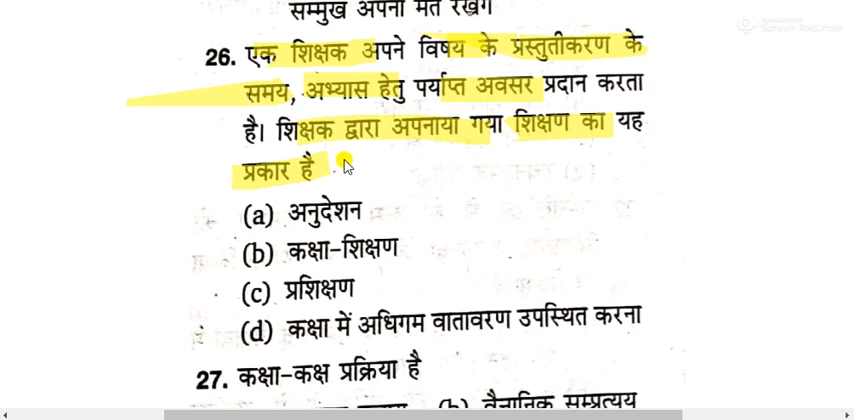 सम्मुख अपना मत रखेंगे
26. एक शिक्षक अपने विषय के प्रस्तुतीकरण के
समय, अभ्यास हेतु पर्याप्त अवसर प्रदान करता
है। शिक्षक द्वारा अपनाया गया शिक्षण का यह
प्रकार है
(a) अनुदेशन
(b) कक्षा-शिक्षण
(c) प्रशिक्षण
(d) कक्षा में अधिगम वातावरण उपस्थित करना
27. कक्षा-कक्ष प्रक्रिया है
(b) वैज्ञानिक सम्प्रत्यय